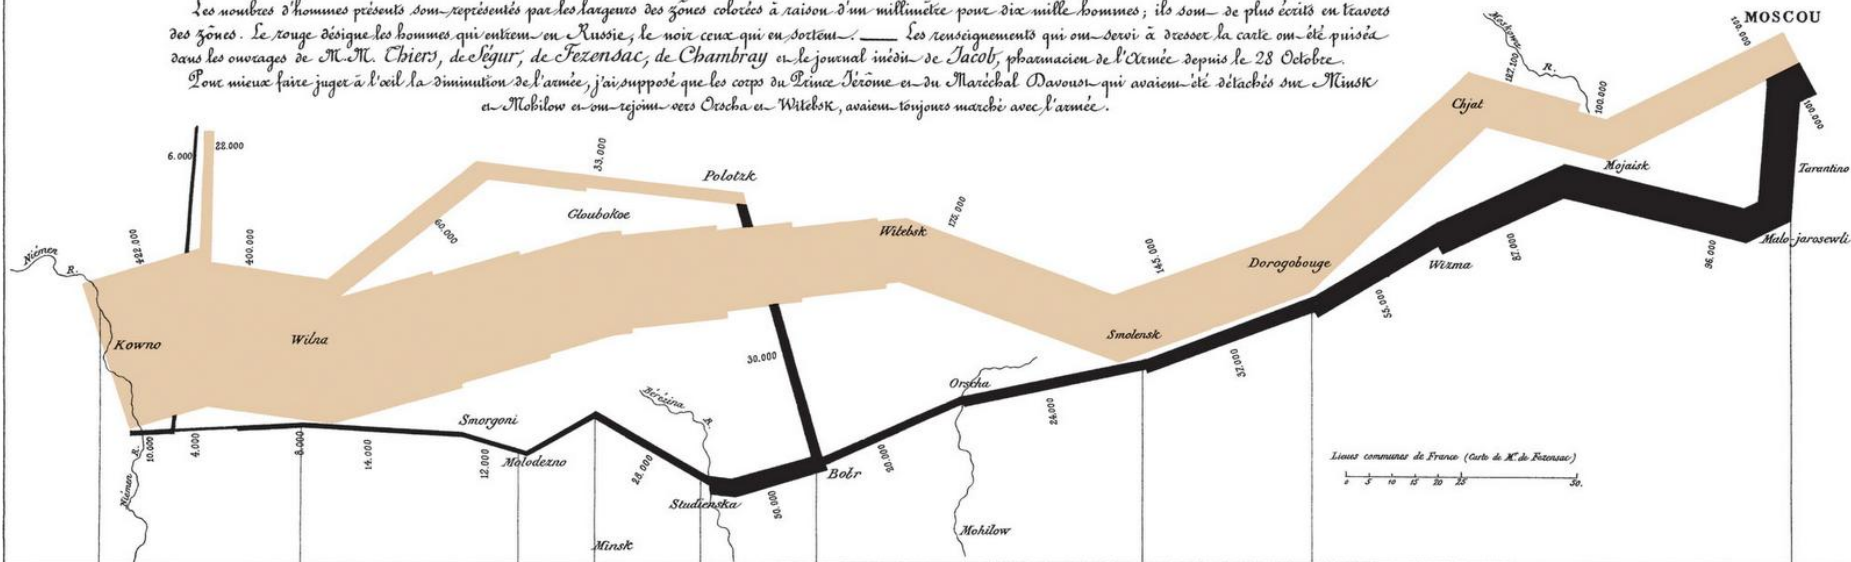 Les nombres d'hommes présents sont représentés par les largeurs des zônes colorées à raison d'un millimètre pour dix mille hommes; ils sont de plus écrits en travers
des zônes. Le rouge désigne les hommes qui entrent en Russie, le noir ceux qui en sortent. — Les renseignements qui ont servi à dresser la carte ont été puisés
dans les ouvrages de M.M. Thiers, de Ségur, de Fezensac, de Chambray et le journal inédit de Jacob, pharmacien de l'Armée depuis le 28 Octobre.
Pour mieux faire juger à l'œil la diminution de l'armée, j'ai supposé que les corps du Prince Jérôme et du Maréchal Davoust qui avaient été détachés sur Minsk
et Mohilow et ont rejoint vers Orscha et Witebsk, avaient toujours marché avec l'armée.
MOSCOU
100.000
Moskowa R.
127.100
100.000
Chjat
100.000
Mojaisk
Tarantino
Malo-jarosewli
6.000
28.000
33.000
Polotzk
Gloubokoe
60.000
175.000
Witebsk
Niémen R.
422.000
400.000
145.000
Dorogobouge
Wizma
87.000
96.000
55.000
Kowno
Wilna
Smolensk
30.000
37.000
Orscha
24.000
Bérézina R.
Smorgoni
10.000
4.000
8.000
14.000
12.000
Molodezno
Bobr
20.000
Studienska
50.000
Niémen R.
Minsk
Mohilow
Lieues communes de France (Carte de M. de Fezensac)
0 5 10 15 20 25 50.